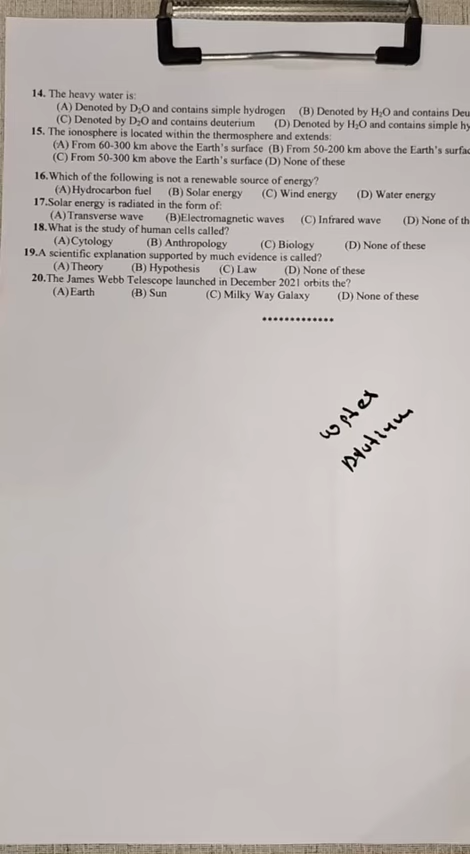 14. The heavy water is:
(A) Denoted by D₂O and contains simple hydrogen (B) Denoted by H₂O and contains Deu
(C) Denoted by D₂O and contains deuterium (D) Denoted by H₂O and contains simple hy
15. The ionosphere is located within the thermosphere and extends:
(A) From 60-300 km above the Earth's surface (B) From 50-200 km above the Earth's surfac
(C) From 50-300 km above the Earth's surface (D) None of these
16.Which of the following is not a renewable source of energy?
(A)Hydrocarbon fuel (B) Solar energy (C) Wind energy (D) Water energy
17.Solar energy is radiated in the form of:
(A)Transverse wave (B)Electromagnetic waves (C) Infrared wave (D) None of th
18.What is the study of human cells called?
(A)Cytology (B) Anthropology (C) Biology (D) None of these
19.A scientific explanation supported by much evidence is called?
(A)Theory (B) Hypothesis (C) Law (D) None of these
20.The James Webb Telescope launched in December 2021 orbits the?
(A)Earth (B) Sun (C) Milky Way Galaxy (D) None of these
*************